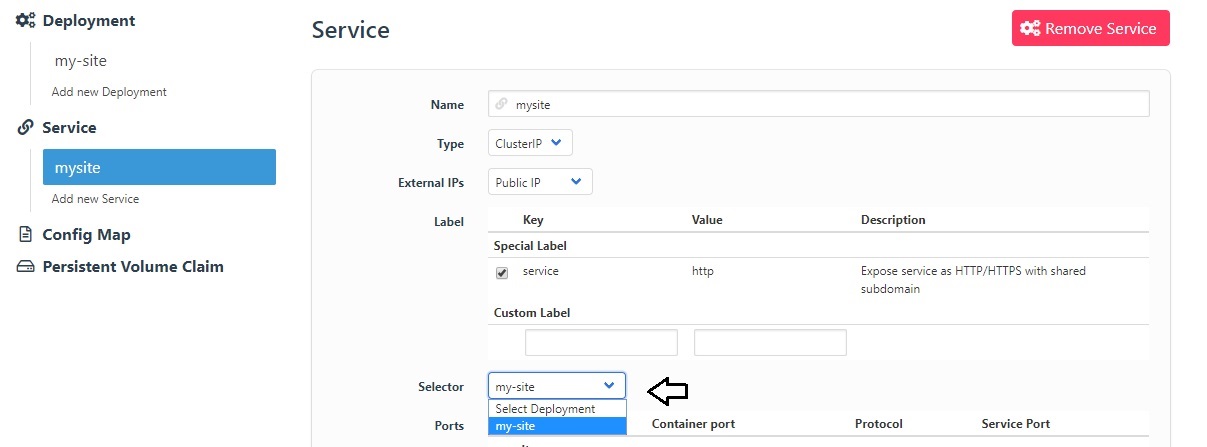 Deployment
my-site
Add new Deployment
Service
mysite
Add new Service
Config Map
Persistent Volume Claim
Service
Remove Service
Name mysite
Type ClusterIP
External IPs Public IP
Label Key Value Description
Special Label
service http Expose service as HTTP/HTTPS with shared
subdomain
Custom Label
Selector my-site
Select Deployment
my-site
Ports Container port Protocol Service Port